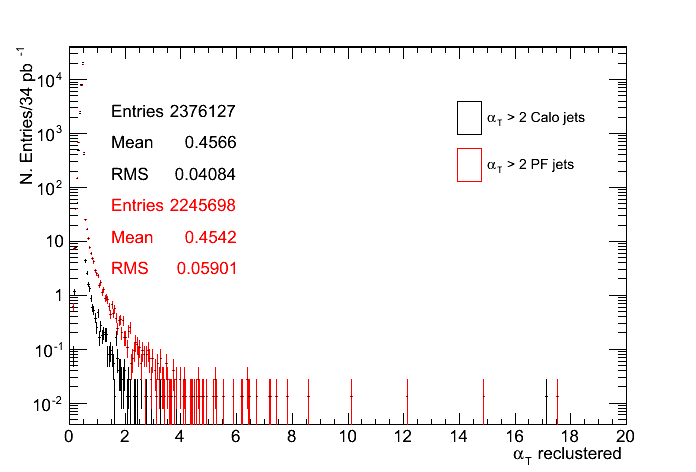 N. Entries/34 pb⁻¹
10⁴
10³
10²
10
1
10⁻¹
10⁻²
Entries 2376127
Mean 0.4566
RMS 0.04084
Entries 2245698
Mean 0.4542
RMS 0.05901
α_T > 2 Calo jets
α_T > 2 PF jets
0 2 4 6 8 10 12 14 16 18 20
α_T reclustered